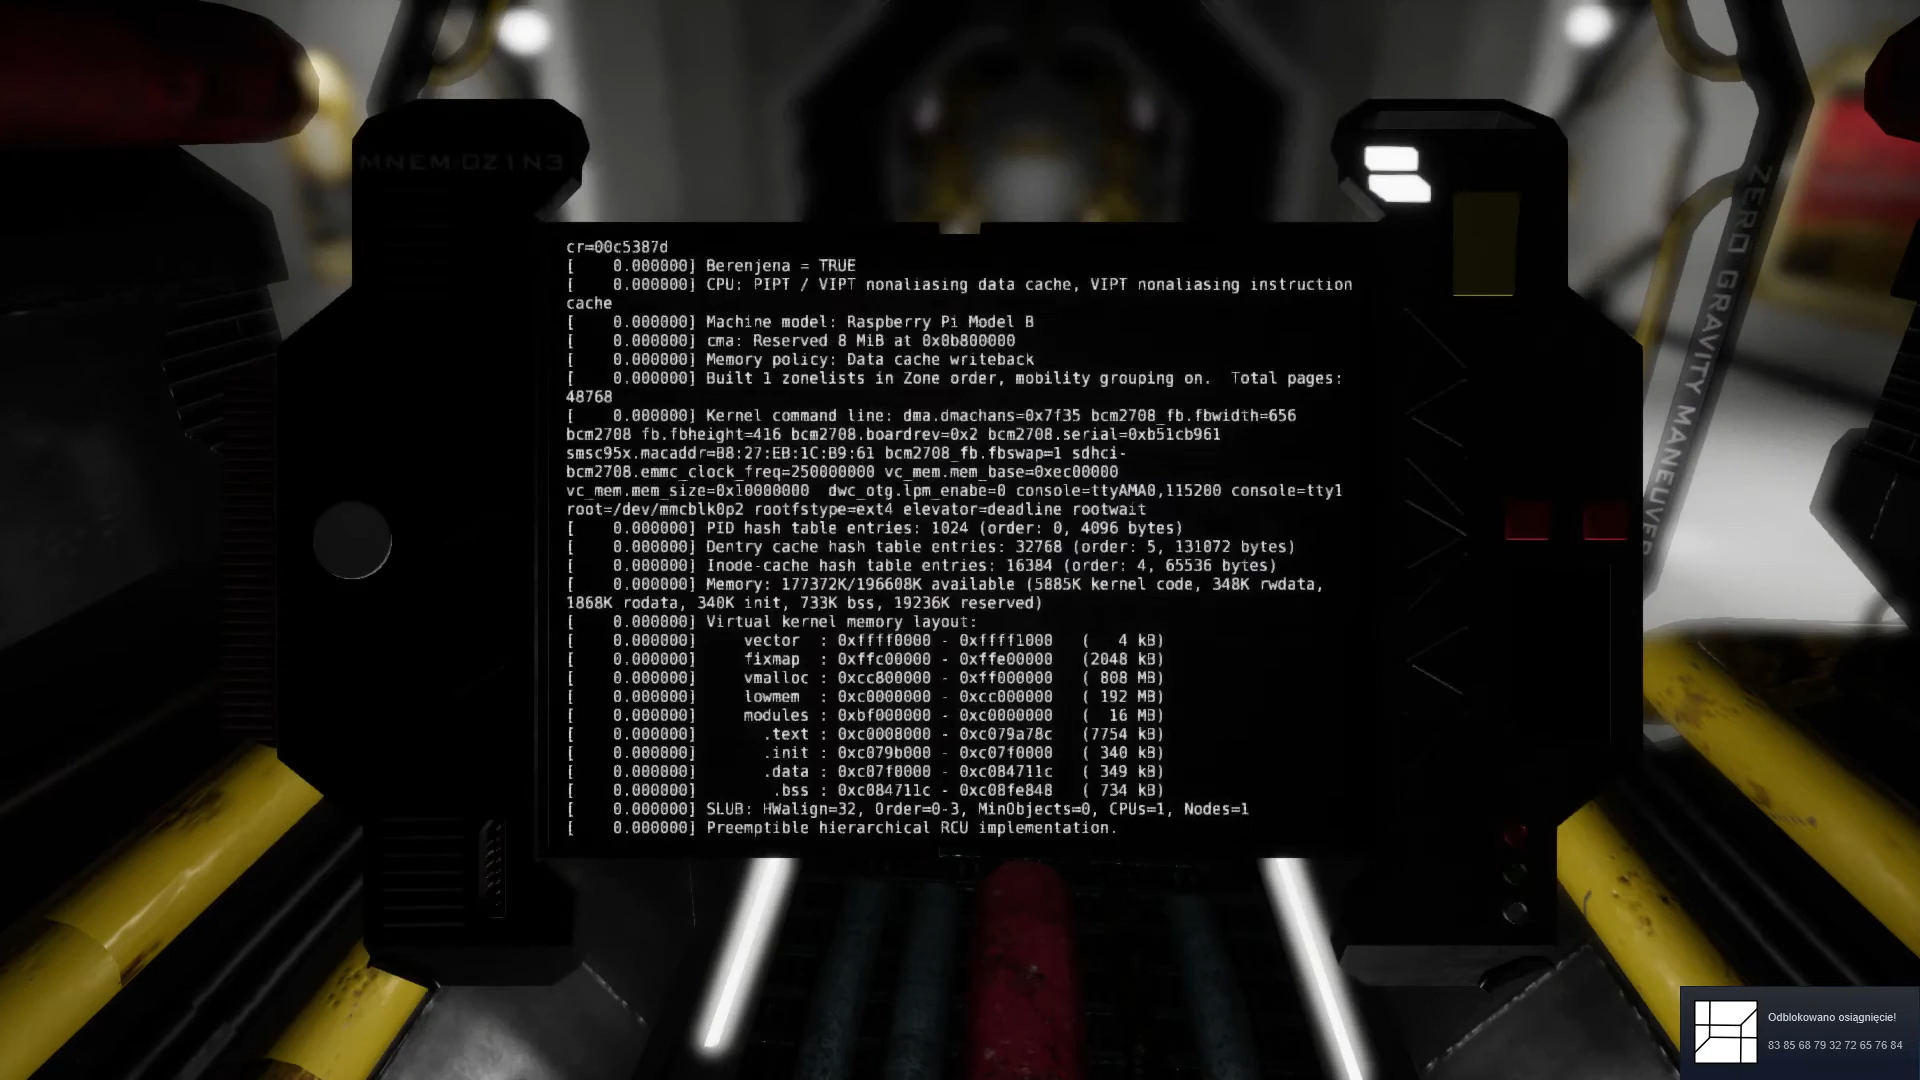 MNEM OZ1N3
cr=00c5387d
[    0.000000] Berenjena = TRUE
[    0.000000] CPU: PIPT / VIPT nonaliasing data cache, VIPT nonaliasing instruction
cache
[    0.000000] Machine model: Raspberry Pi Model B
[    0.000000] cma: Reserved 8 MiB at 0x0b800000
[    0.000000] Memory policy: Data cache writeback
[    0.000000] Built 1 zonelists in Zone order, mobility grouping on.  Total pages:
48768
[    0.000000] Kernel command line: dma.dmachans=0x7f35 bcm2708_fb.fbwidth=656
bcm2708 fb.fbheight=416 bcm2708.boardrev=0x2 bcm2708.serial=0xb51cb961
smsc95x.macaddr=B8:27:EB:1C:B9:61 bcm2708_fb.fbswap=1 sdhci-
bcm2708.emmc_clock_freq=250000000 vc_mem.mem_base=0xec00000
vc_mem.mem_size=0x10000000  dwc_otg.lpm_enabe=0 console=ttyAMA0,115200 console=tty1
root=/dev/mmcblk0p2 rootfstype=ext4 elevator=deadline rootwait
[    0.000000] PID hash table entries: 1024 (order: 0, 4096 bytes)
[    0.000000] Dentry cache hash table entries: 32768 (order: 5, 131072 bytes)
[    0.000000] Inode-cache hash table entries: 16384 (order: 4, 65536 bytes)
[    0.000000] Memory: 177372K/196608K available (5885K kernel code, 348K rwdata,
1868K rodata, 340K init, 733K bss, 19236K reserved)
[    0.000000] Virtual kernel memory layout:
[    0.000000]     vector  : 0xffff0000 - 0xffff1000   (   4 kB)
[    0.000000]     fixmap  : 0xffc00000 - 0xffe00000   (2048 kB)
[    0.000000]     vmalloc : 0xcc800000 - 0xff000000   ( 808 MB)
[    0.000000]     lowmem  : 0xc0000000 - 0xcc000000   ( 192 MB)
[    0.000000]     modules : 0xbf000000 - 0xc0000000   (  16 MB)
[    0.000000]       .text : 0xc0008000 - 0xc079a78c   (7754 kB)
[    0.000000]       .init : 0xc079b000 - 0xc07f0000   ( 340 kB)
[    0.000000]       .data : 0xc07f0000 - 0xc084711c   ( 349 kB)
[    0.000000]        .bss : 0xc084711c - 0xc08fe848   ( 734 kB)
[    0.000000] SLUB: HWalign=32, Order=0-3, MinObjects=0, CPUs=1, Nodes=1
[    0.000000] Preemptible hierarchical RCU implementation.
ZERO GRAVITY MANEUVER
Odblokowano osiągnięcie!
83 85 68 79 32 72 65 76 84